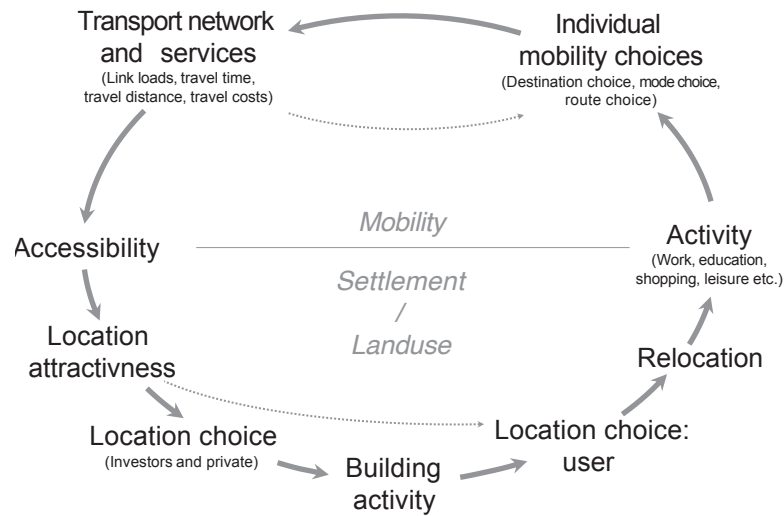 Transport network
and services
(Link loads, travel time,
travel distance, travel costs)
Individual
mobility choices
(Destination choice, mode choice,
route choice)
Mobility
Accessibility
Activity
(Work, education,
shopping, leisure etc.)
Settlement
/
Landuse
Location
attractivness
Relocation
Location choice
(Investors and private)
Location choice:
user
Building
activity